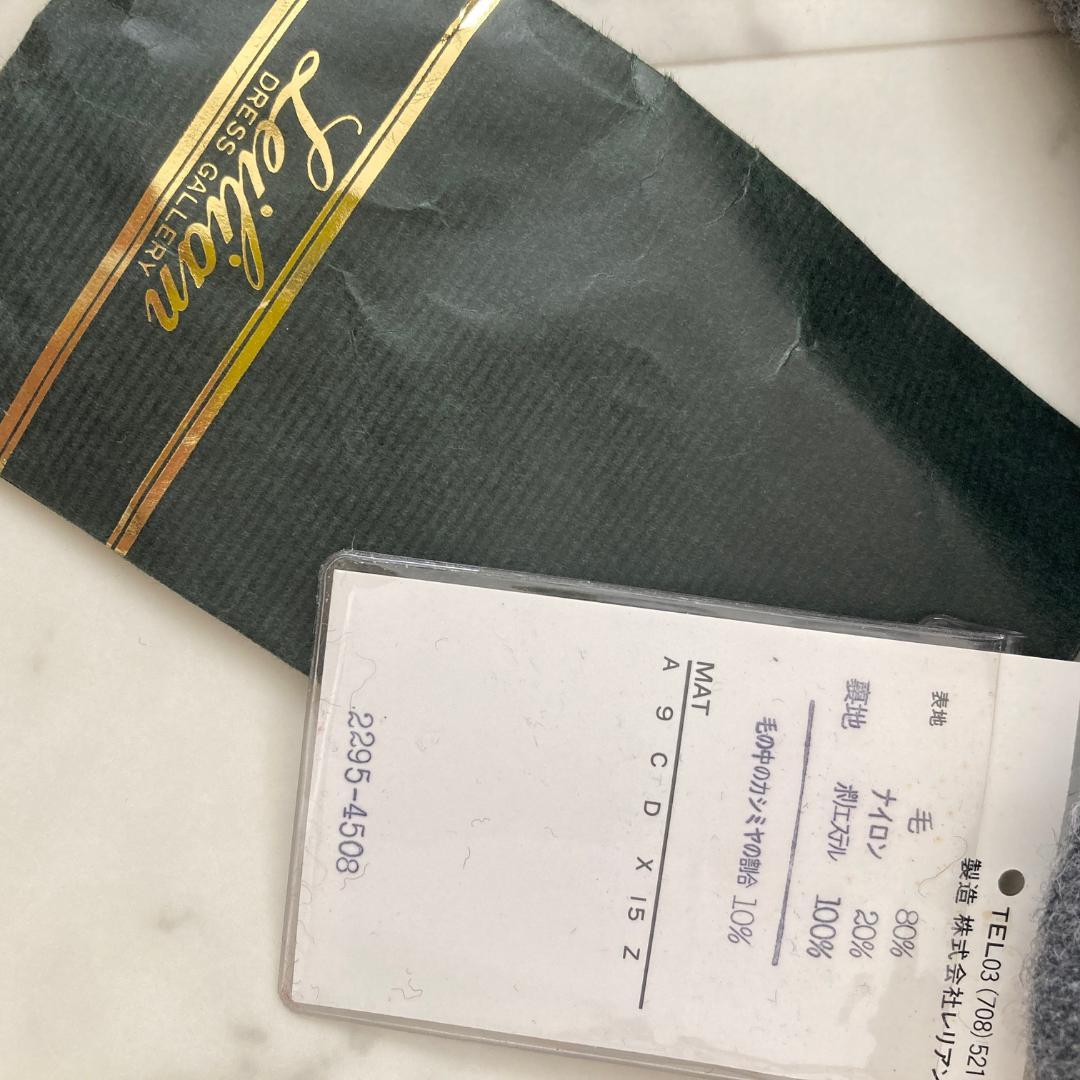 Leilian
DRESS GALLERY
製造 株式会社レリアン
●TEL03(708)521
表地 毛 80%
ナイロン 20%
裏地 ポリエステル 100%
毛の中のカシミヤの割合 10%
MAT
A 9 C D X 15 Z
2295-4508